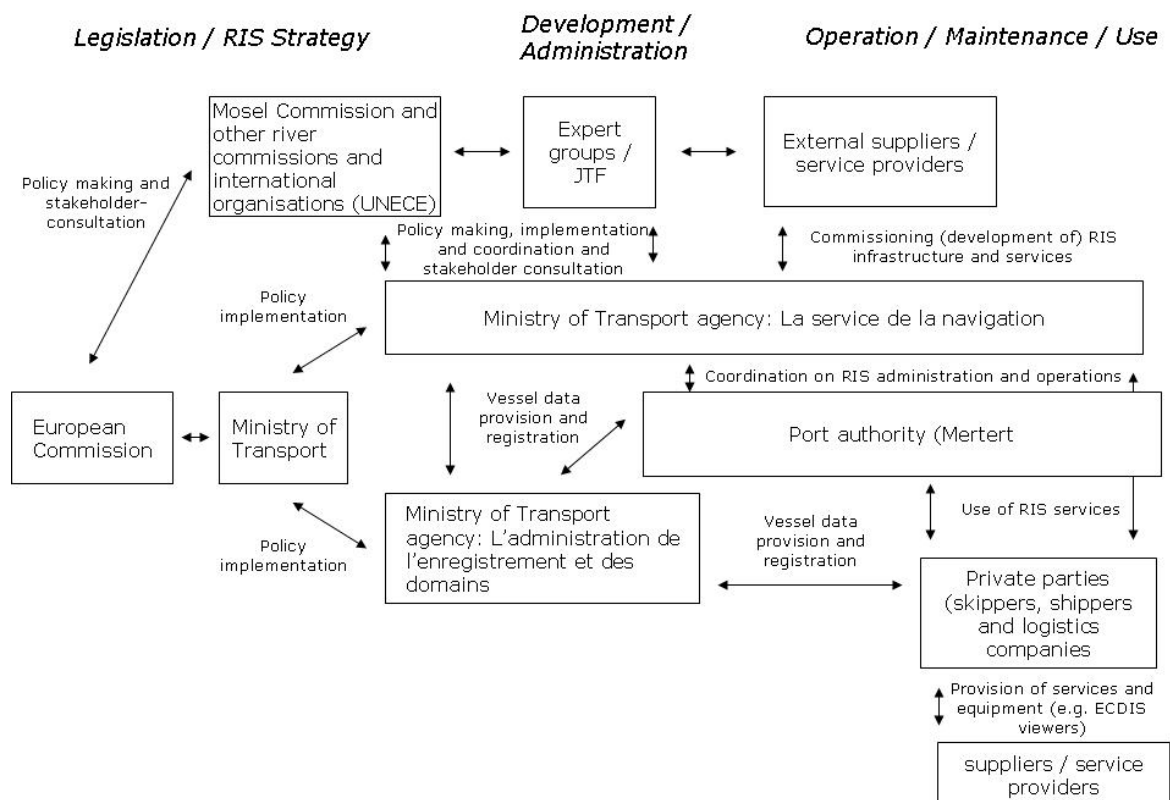 Legislation / RIS Strategy
Development /
Administration
Operation / Maintenance / Use
Mosel Commission and
other river
commissions and
international
organisations (UNECE)
Expert
groups /
JTF
External suppliers /
service providers
Policy making and
stakeholder-
consultation
Policy making, implementation
and coordination and
stakeholder consultation
Commissioning (development of) RIS
infrastructure and services
Policy
implementation
Ministry of Transport agency: La service de la navigation
Coordination on RIS administration and operations
European
Commission
Ministry of
Transport
Vessel data
provision and
registration
Port authority (Mertert
Ministry of Transport
agency: L'administration de
l'enregistrement et des
domains
Policy
implementation
Vessel data
provision and
registration
Use of RIS services
Private parties
(skippers, shippers
and logistics
companies
Provision of services and
equipment (e.g. ECDIS
viewers)
suppliers / service
providers